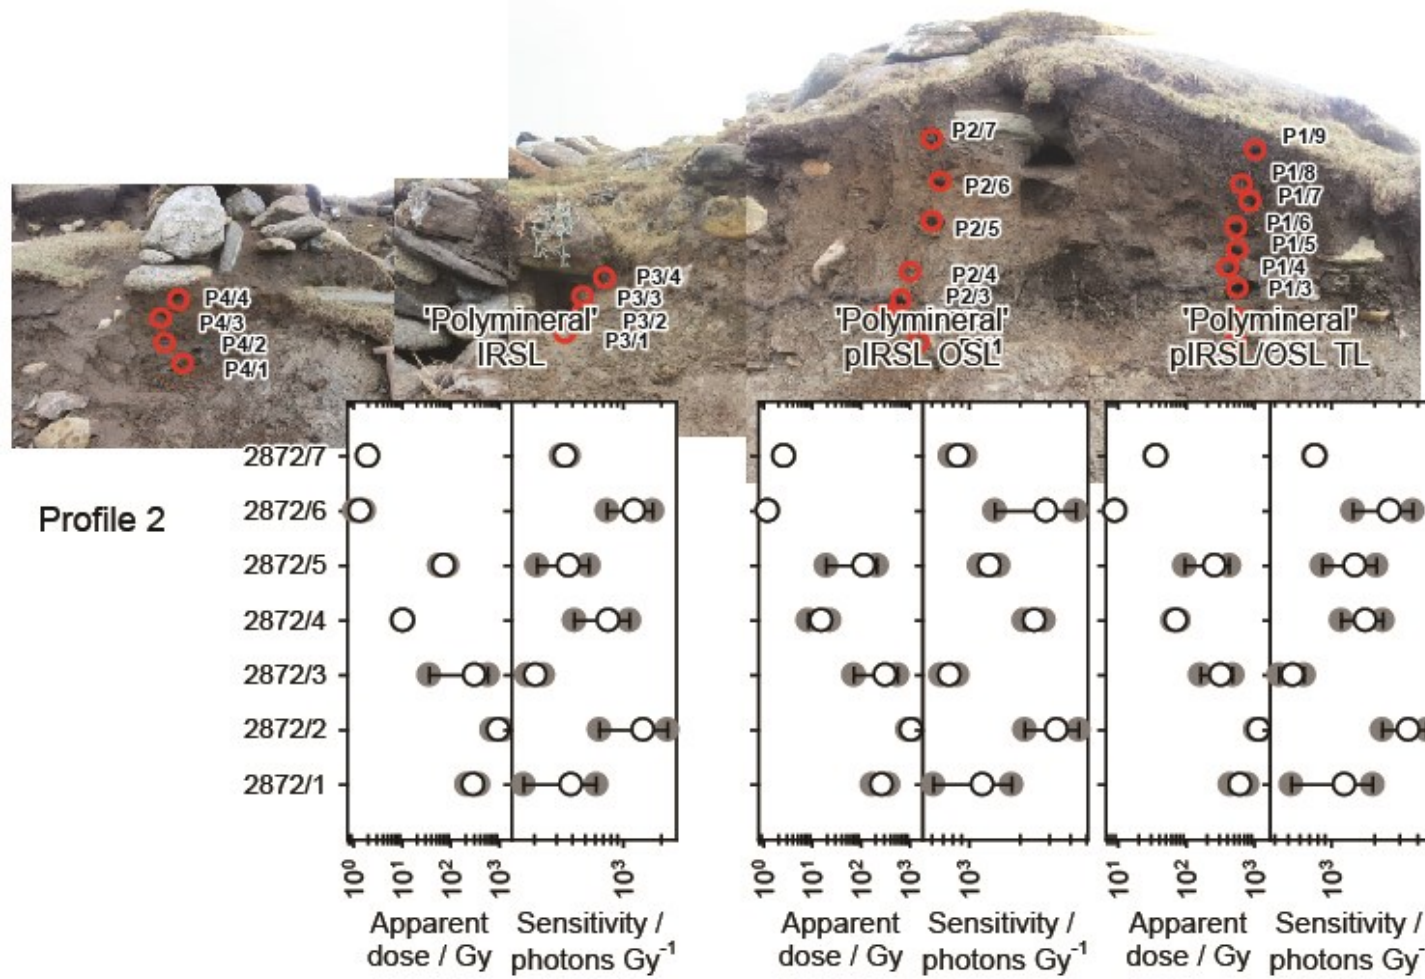 P2/7
P1/9
P2/6
P1/8
P1/7
P2/5
P1/6
P1/5
P2/4
P1/4
P3/4
P1/3
P4/4
P3/3
P2/3
P4/3
P3/2
P4/2
P3/1
P4/1
'Polymineral'
IRSL
'Polymineral'
pIRSL OSL
'Polymineral'
pIRSL/OSL TL
Profile 2
2872/7
2872/6
2872/5
2872/4
2872/3
2872/2
2872/1
10⁰ 10¹ 10² 10³ 10³
10⁰ 10¹ 10² 10³ 10³
10¹ 10² 10³ 10³
Apparent
dose / Gy
Sensitivity /
photons Gy⁻¹
Apparent
dose / Gy
Sensitivity /
photons Gy⁻¹
Apparent
dose / Gy
Sensitivity /
photons Gy⁻¹